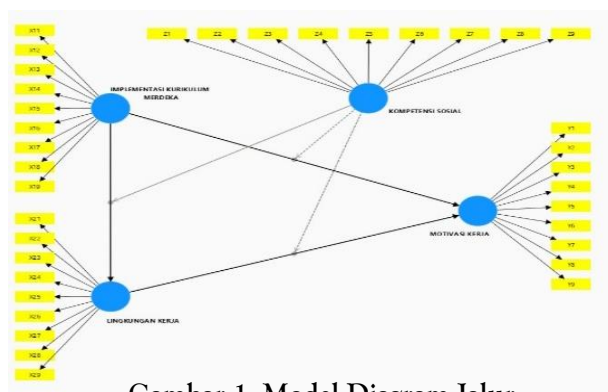 X11
X12
X13
X14
X15
X16
X17
X18
X19
Z1 Z2 Z3 Z4 Z5 Z6 Z7 Z8 Z9
IMPLEMENTASI KURIKULUM
MERDEKA
KOMPETENSI SOSIAL
Y1
Y2
Y3
Y4
Y5
Y6
Y7
Y8
Y9
MOTIVASI KERJA
X21
X22
X23
X24
X25
X26
X27
X28
X29
LINGKUNGAN KERJA
Gambar 1. Model Diagram Jalur